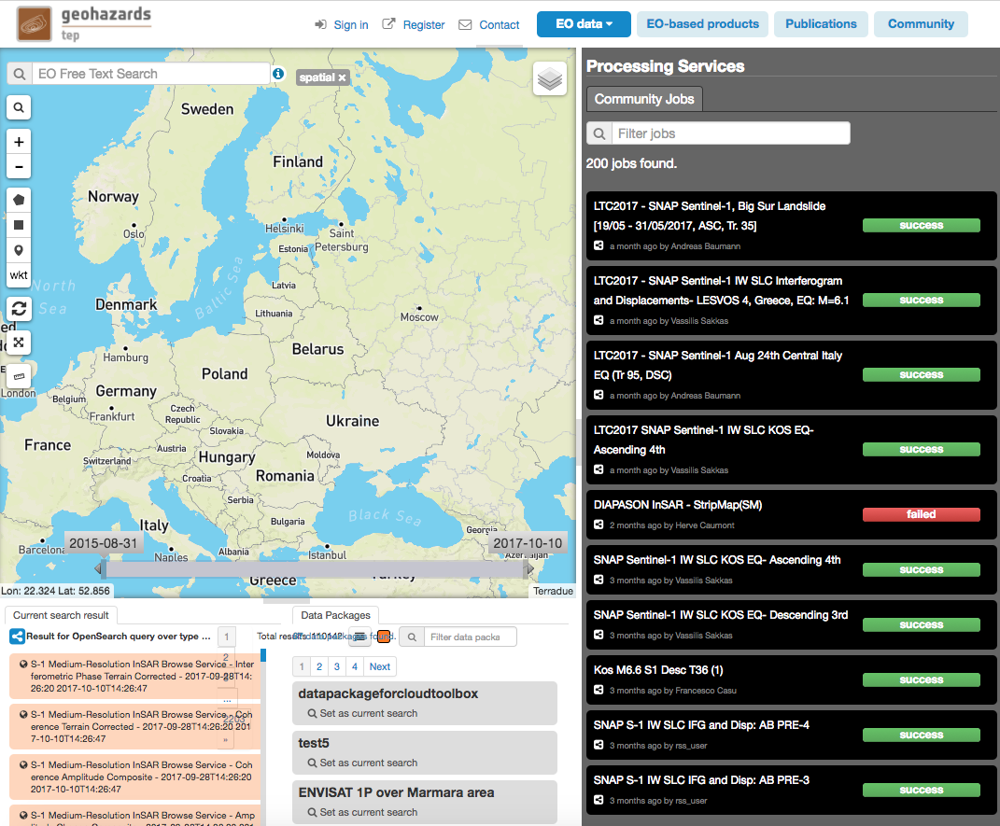 geohazards
tep
Sign in
Register
Contact
EO data
EO-based products
Publications
Community
EO Free Text Search
spatial ×
+
-
wkt
Sweden
Finland
Norway
Helsinki
Oslo
Saint
Petersburg
Estonia
North
Sea
Baltic Sea
Latvia
Denmark
Lithuania
Moscow
Hamburg
Belarus
Poland
London
Belgium
Germany
Frankfurt
Czech
Republic
Ukraine
Slovakia
France
Austria
Switzerland
Hungary
Moldova
Croatia
Romania
Serbia
Black Sea
Bulgaria
Italy
Georgia
Barcelona
Naples
Albania
Istanbul
Azerbaijan
Greece
Turkey
2015-08-31
2017-10-10
Lon: 22.324 Lat: 52.856
Terradue
Current search result
Result for OpenSearch query over type ...
1
2
...
2203
»
Total results:
S-1 Medium-Resolution InSAR Browse Service - Inter
ferometric Phase Terrain Corrected - 2017-09-28T14:
26:20 2017-10-10T14:26:47
S-1 Medium-Resolution InSAR Browse Service - Coh
erence Terrain Corrected - 2017-09-28T14:26:20 201
7-10-10T14:26:47
S-1 Medium-Resolution InSAR Browse Service - Coh
erence Amplitude Composite - 2017-09-28T14:26:20
2017-10-10T14:26:47
S-1 Medium-Resolution InSAR Browse Service - Amp
Data Packages
data packages found.
Filter data packa
1 2 3 4 Next
datapackageforcloudtoolbox
Set as current search
test5
Set as current search
ENVISAT 1P over Marmara area
Set as current search
Processing Services
Community Jobs
Filter jobs
200 jobs found.
LTC2017 - SNAP Sentinel-1, Big Sur Landslide
[19/05 - 31/05/2017, ASC, Tr. 35]
success
a month ago by Andreas Baumann
LTC2017 - SNAP Sentinel-1 IW SLC Interferogram
and Displacements- LESVOS 4, Greece, EQ: M=6.1
success
a month ago by Vassilis Sakkas
LTC2017 - SNAP Sentinel-1 Aug 24th Central Italy
EQ (Tr 95, DSC)
success
a month ago by Andreas Baumann
LTC2017 SNAP Sentinel-1 IW SLC KOS EQ-
Ascending 4th
success
a month ago by Vassilis Sakkas
DIAPASON InSAR - StripMap(SM)
failed
2 months ago by Herve Caumont
SNAP Sentinel-1 IW SLC KOS EQ- Ascending 4th
success
3 months ago by Vassilis Sakkas
SNAP Sentinel-1 IW SLC KOS EQ- Descending 3rd
success
3 months ago by Vassilis Sakkas
Kos M6.6 S1 Desc T36 (1)
success
3 months ago by Francesco Casu
SNAP S-1 IW SLC IFG and Disp: AB PRE-4
success
3 months ago by rss_user
SNAP S-1 IW SLC IFG and Disp: AB PRE-3
success
3 months ago by rss_user